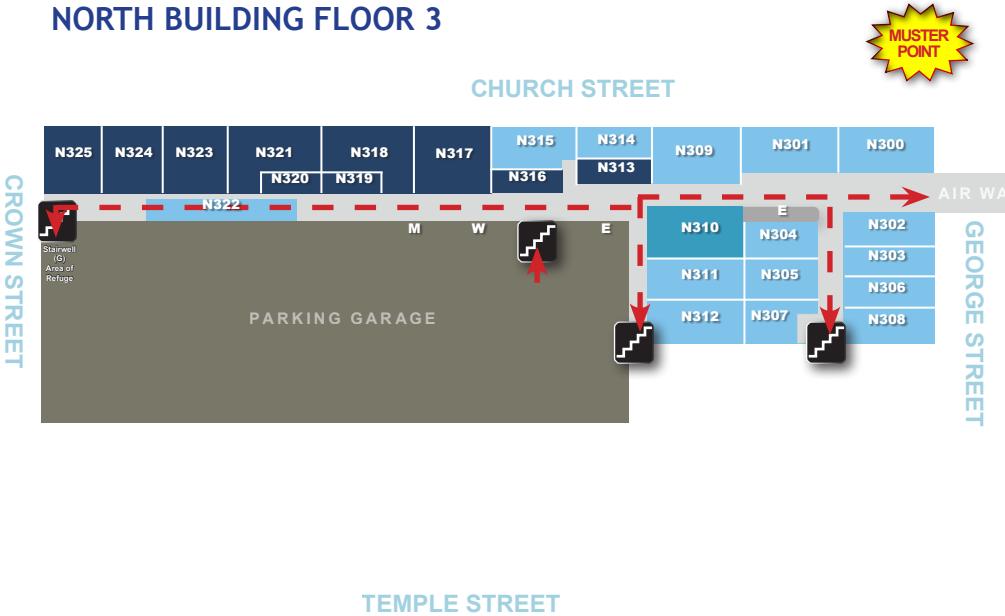 NORTH BUILDING FLOOR 3
MUSTER
POINT
CHURCH STREET
N325 N324 N323 N321 N318 N317 N315 N314 N309 N301 N300
N320 N319 N316 N313
AIR WA
N322
CROWN STREET
Stairwell
(G)
Area of
Refuge
M W E
N310 E N302
N304
N303
N311 N305
N306
N312 N307 N308
GEORGE STREET
PARKING GARAGE
TEMPLE STREET